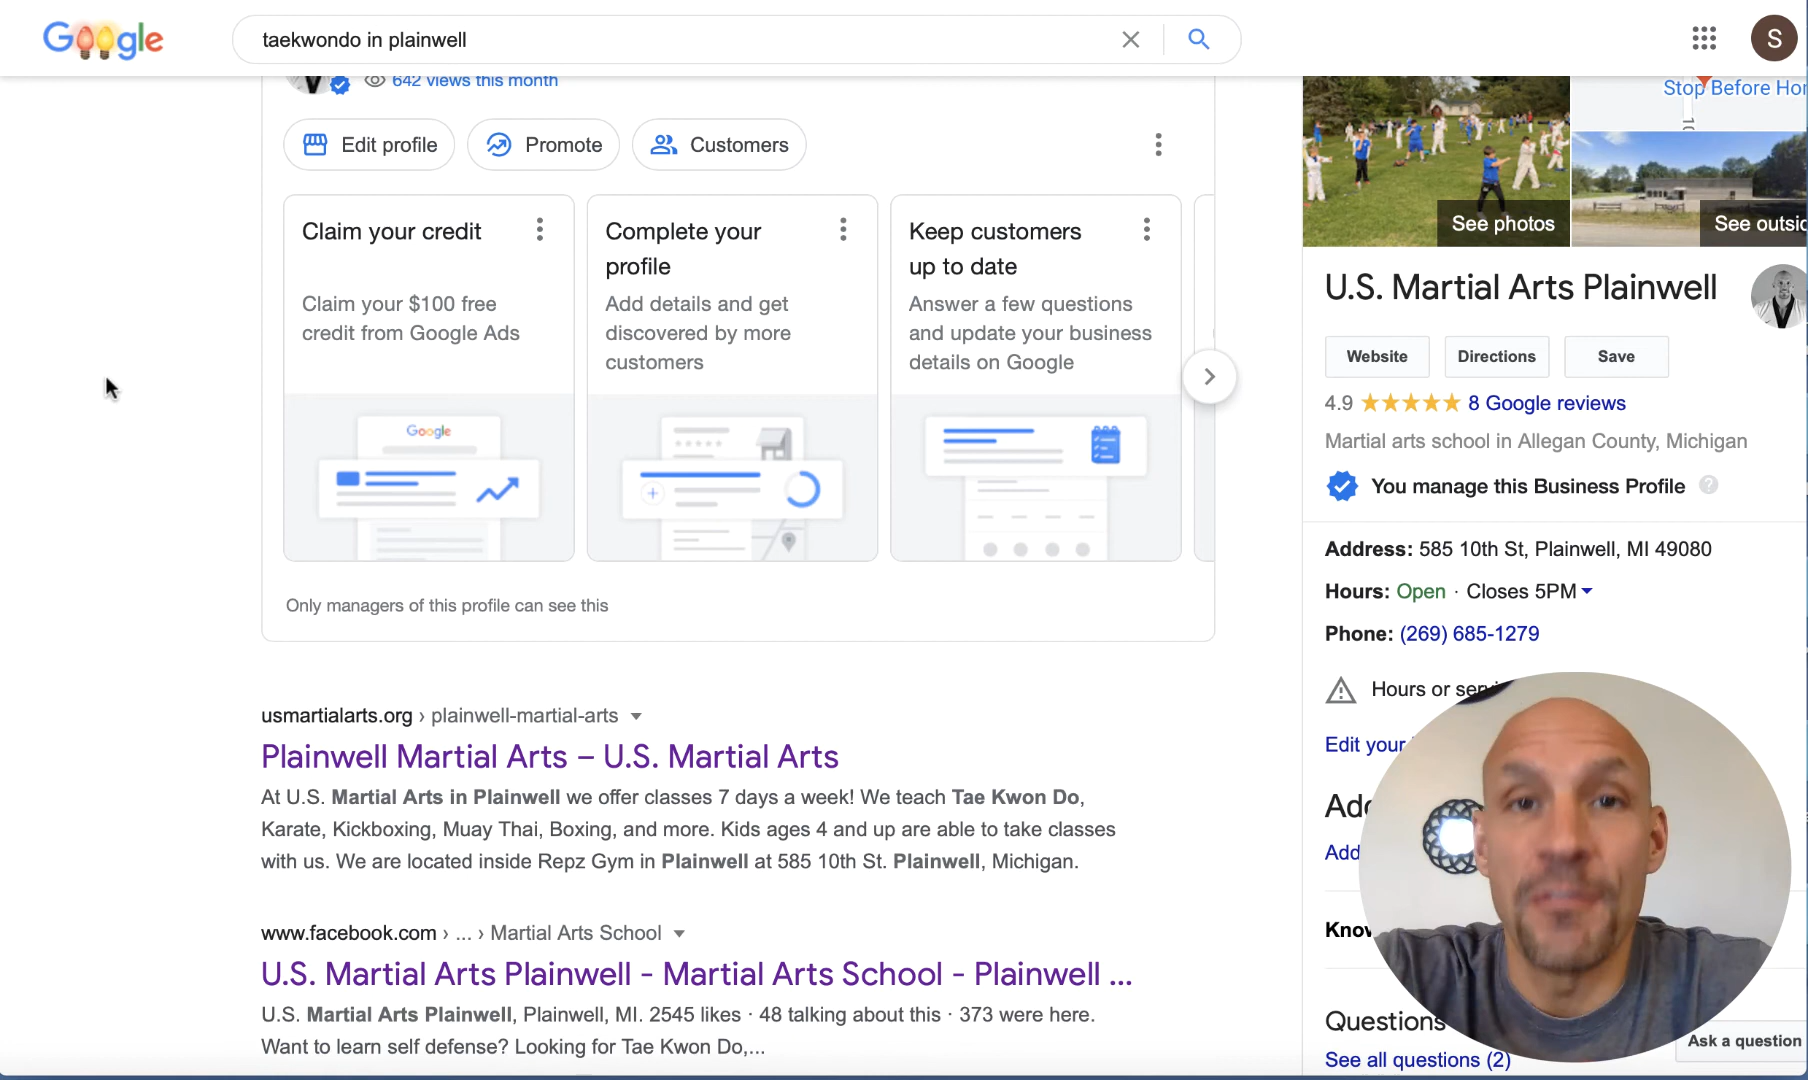 Google
taekwondo in plainwell
S
642 views this month
Edit profile
Promote
Customers
Claim your credit
Claim your $100 free
credit from Google Ads
Google
Complete your
profile
Add details and get
discovered by more
customers
Keep customers
up to date
Answer a few questions
and update your business
details on Google
Only managers of this profile can see this
usmartialarts.org › plainwell-martial-arts
Plainwell Martial Arts – U.S. Martial Arts
At U.S. Martial Arts in Plainwell we offer classes 7 days a week! We teach Tae Kwon Do,
Karate, Kickboxing, Muay Thai, Boxing, and more. Kids ages 4 and up are able to take classes
with us. We are located inside Repz Gym in Plainwell at 585 10th St. Plainwell, Michigan.
www.facebook.com › ... › Martial Arts School
U.S. Martial Arts Plainwell - Martial Arts School - Plainwell ...
U.S. Martial Arts Plainwell, Plainwell, MI. 2545 likes · 48 talking about this · 373 were here.
Want to learn self defense? Looking for Tae Kwon Do,...
Stop Before Hor
10
See photos
See outsic
U.S. Martial Arts Plainwell
Website
Directions
Save
4.9 ★★★★★ 8 Google reviews
Martial arts school in Allegan County, Michigan
You manage this Business Profile
Address: 585 10th St, Plainwell, MI 49080
Hours: Open · Closes 5PM
Phone: (269) 685-1279
Hours or servi
Edit your
Add
Add
Know
Questions
See all questions (2)
Ask a question